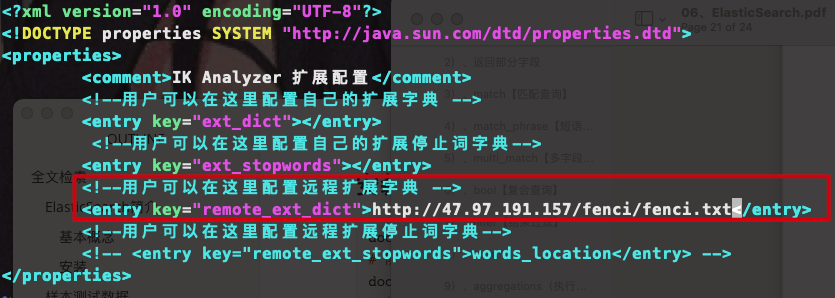 <?xml version="1.0" encoding="UTF-8"?>
<!DOCTYPE properties SYSTEM "http://java.sun.com/dtd/properties.dtd">
<properties>
<comment>IK Analyzer 扩展配置</comment>
<!--用户可以在这里配置自己的扩展字典 -->
<entry key="ext_dict"></entry>
<!--用户可以在这里配置自己的扩展停止词字典-->
<entry key="ext_stopwords"></entry>
<!--用户可以在这里配置远程扩展字典 -->
<entry key="remote_ext_dict">http://47.97.191.157/fenci/fenci.txt</entry>
<!--用户可以在这里配置远程扩展停止词字典-->
<!-- <entry key="remote_ext_stopwords">words_location</entry> -->
</properties>
06、ElasticSearch.pdf
Page 21 of 24
2)、返回部分字段
3)、match【匹配查询】
4)、match_phrase【短语...
5)、multi_match【多字段...
bool【复合查询】
9)、aggregations（执行...
全文检索
基本概念
安装
样本测试数据